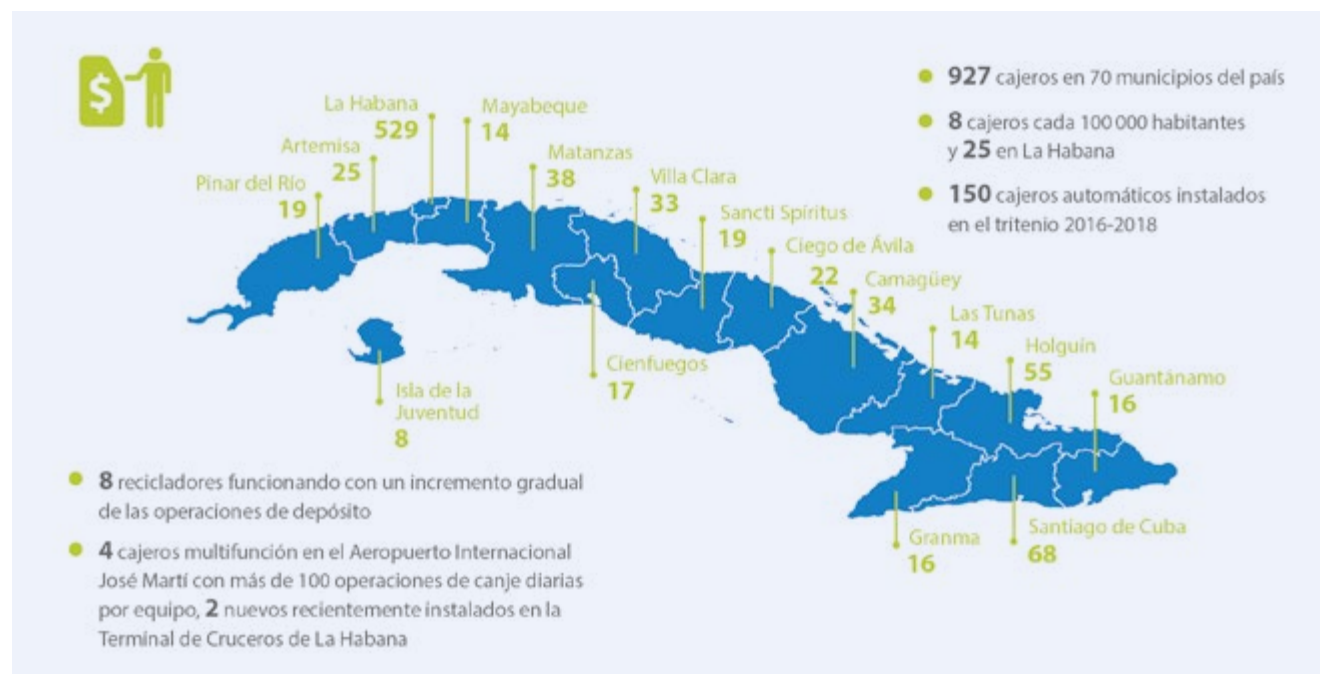 $
La Habana
529
Mayabeque
14
Artemisa
25
Matanzas
38
Pinar del Río
19
Villa Clara
33
Sancti Spíritus
19
Ciego de Ávila
22
Camagüey
34
Las Tunas
14
Holguín
55
Guantánamo
16
Cienfuegos
17
Isla de la
Juventud
8
Granma
16
Santiago de Cuba
68
927 cajeros en 70 municipios del país
8 cajeros cada 100 000 habitantes
y 25 en La Habana
150 cajeros automáticos instalados
en el tritenio 2016-2018
8 recicladores funcionando con un incremento gradual
de las operaciones de depósito
4 cajeros multifunción en el Aeropuerto Internacional
José Martí con más de 100 operaciones de canje diarias
por equipo, 2 nuevos recientemente instalados en la
Terminal de Cruceros de La Habana